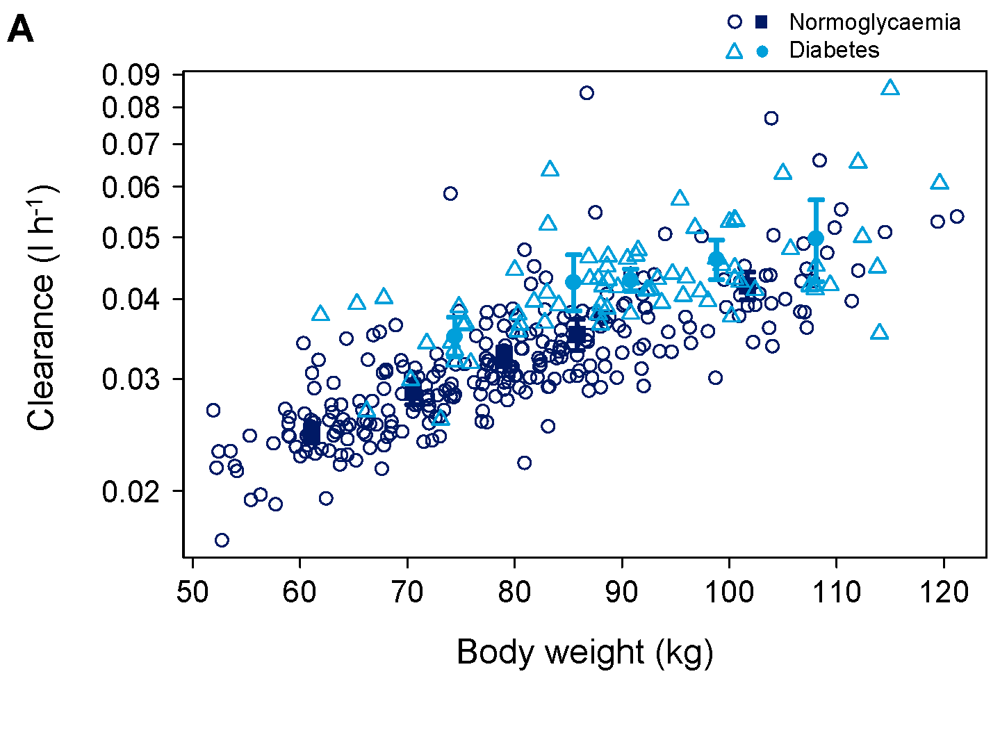 A
Normoglycaemia
Diabetes
0.09
0.08
0.07
0.06
0.05
0.04
0.03
0.02
Clearance (l h-1)
50 60 70 80 90 100 110 120
Body weight (kg)